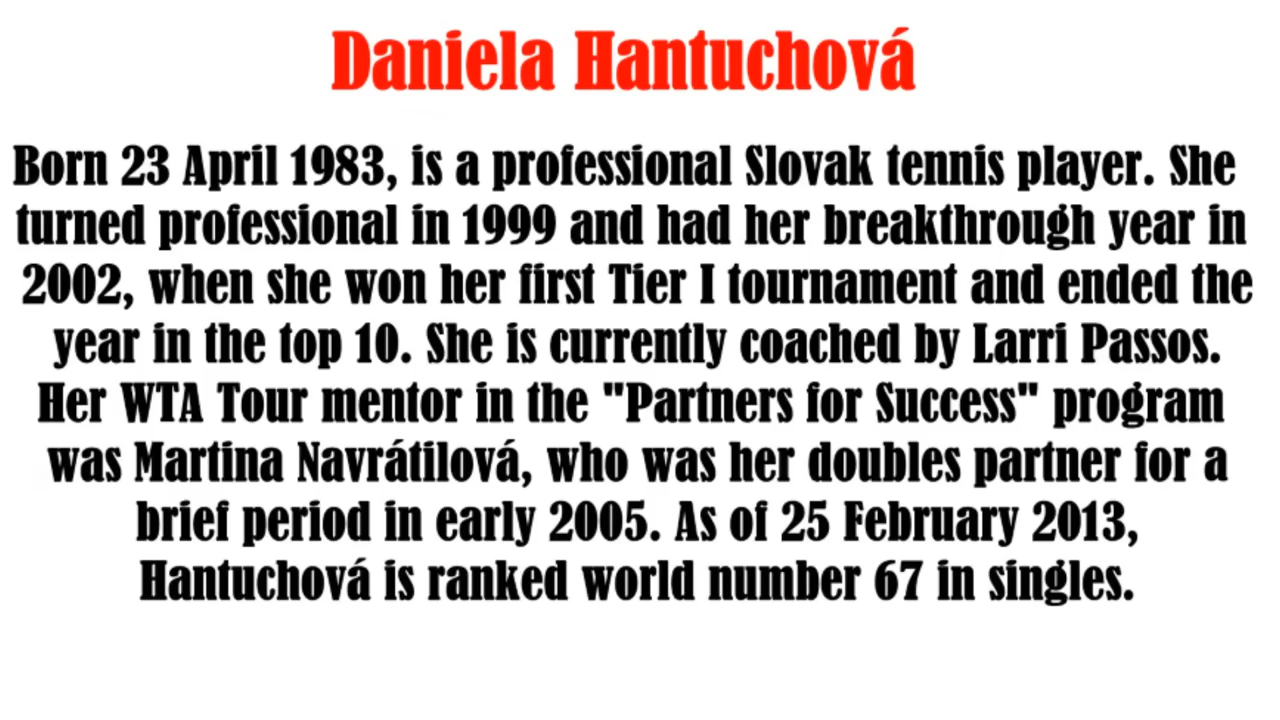 Daniela Hantuchová
Born 23 April 1983, is a professional Slovak tennis player. She
turned professional in 1999 and had her breakthrough year in
2002, when she won her first Tier I tournament and ended the
year in the top 10. She is currently coached by Larri Passos.
Her WTA Tour mentor in the "Partners for Success" program
was Martina Navrátilová, who was her doubles partner for a
brief period in early 2005. As of 25 February 2013,
Hantuchová is ranked world number 67 in singles.